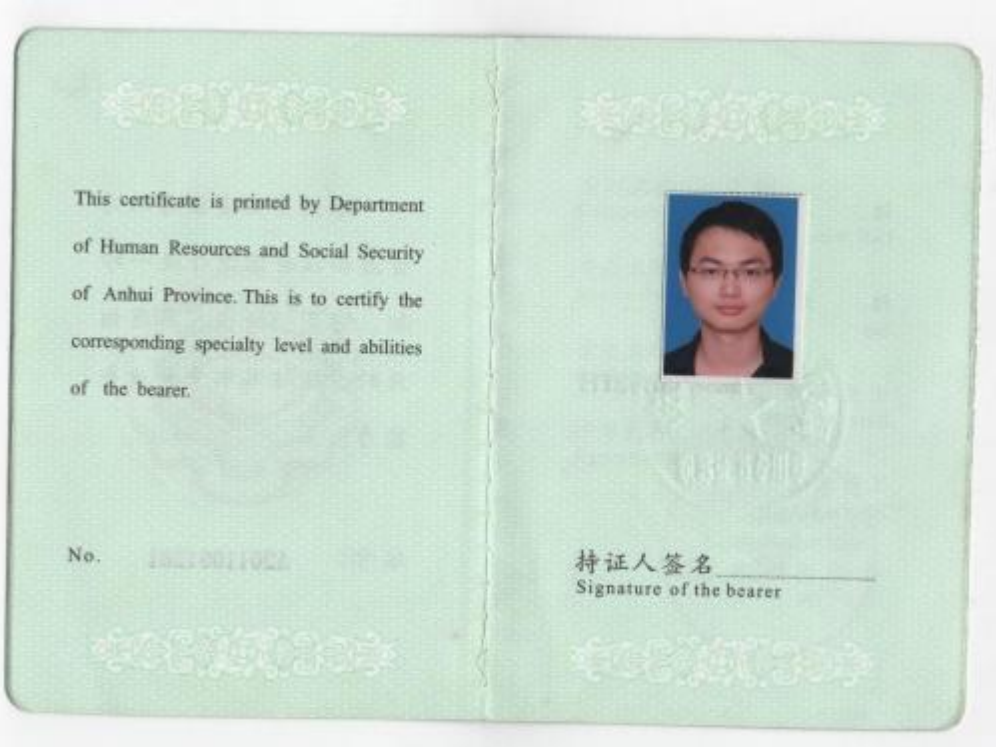 This certificate is printed by Department
of Human Resources and Social Security
of Anhui Province. This is to certify the
corresponding specialty level and abilities
of the bearer.
No.
持证人签名
Signature of the bearer